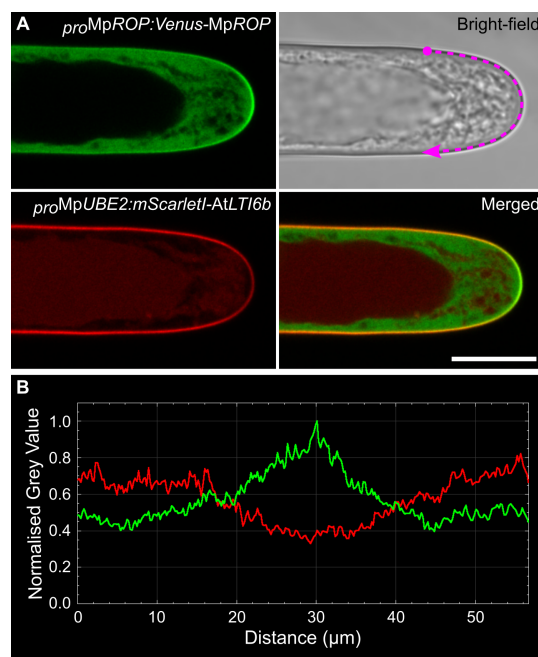 A
proMpROP:Venus-MpROP
Bright-field
proMpUBE2:mScarletI-AtLTI6b
Merged
B
Normalised Grey Value
1.0
0.8
0.6
0.4
0.2
0.0
0 10 20 30 40 50
Distance (µm)